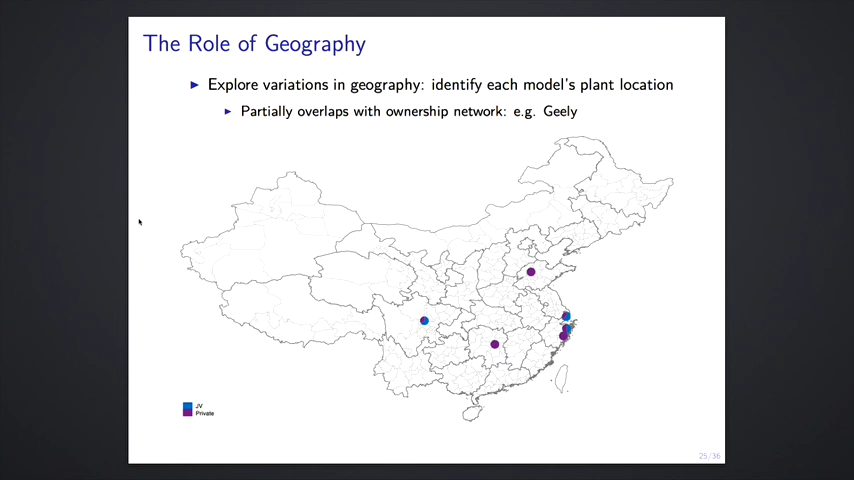 The Role of Geography
Explore variations in geography: identify each model's plant location
Partially overlaps with ownership network: e.g. Geely
JV
Private
25/36